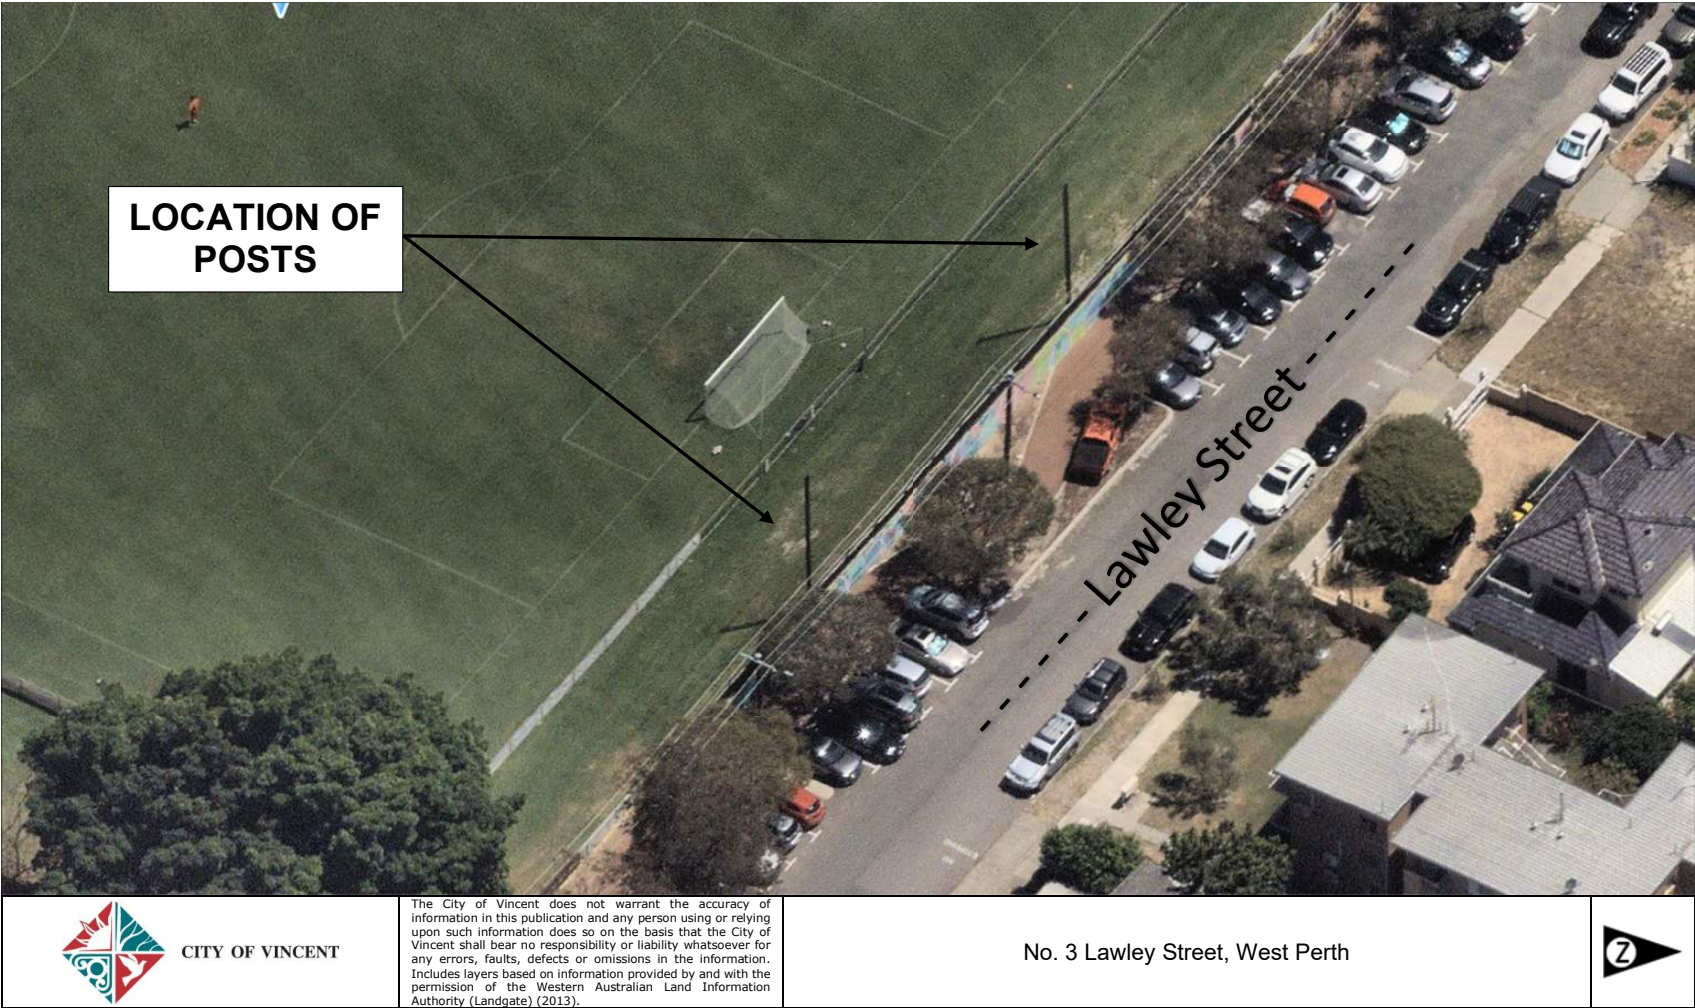 LOCATION OF
POSTS
Lawley Street
CITY OF VINCENT
The City of Vincent does not warrant the accuracy of
information in this publication and any person using or relying
upon such information does so on the basis that the City of
Vincent shall bear no responsibility or liability whatsoever for
any errors, faults, defects or omissions in the information.
Includes layers based on information provided by and with the
permission of the Western Australian Land Information
Authority (Landgate) (2013).
No. 3 Lawley Street, West Perth
Z